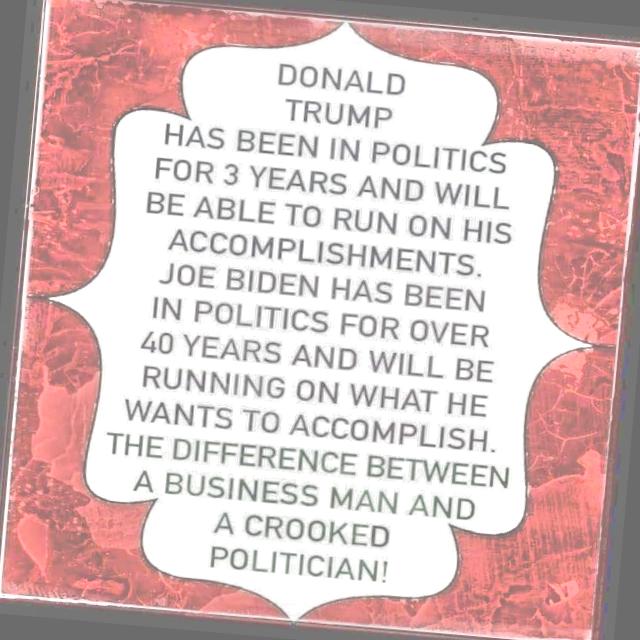 DONALD
TRUMP
HAS BEEN IN POLITICS
FOR 3 YEARS AND WILL
BE ABLE TO RUN ON HIS
ACCOMPLISHMENTS.
JOE BIDEN HAS BEEN
IN POLITICS FOR OVER
40 YEARS AND WILL BE
RUNNING ON WHAT HE
WANTS TO ACCOMPLISH.
THE DIFFERENCE BETWEEN
A BUSINESS MAN AND
A CROOKED
POLITICIAN!